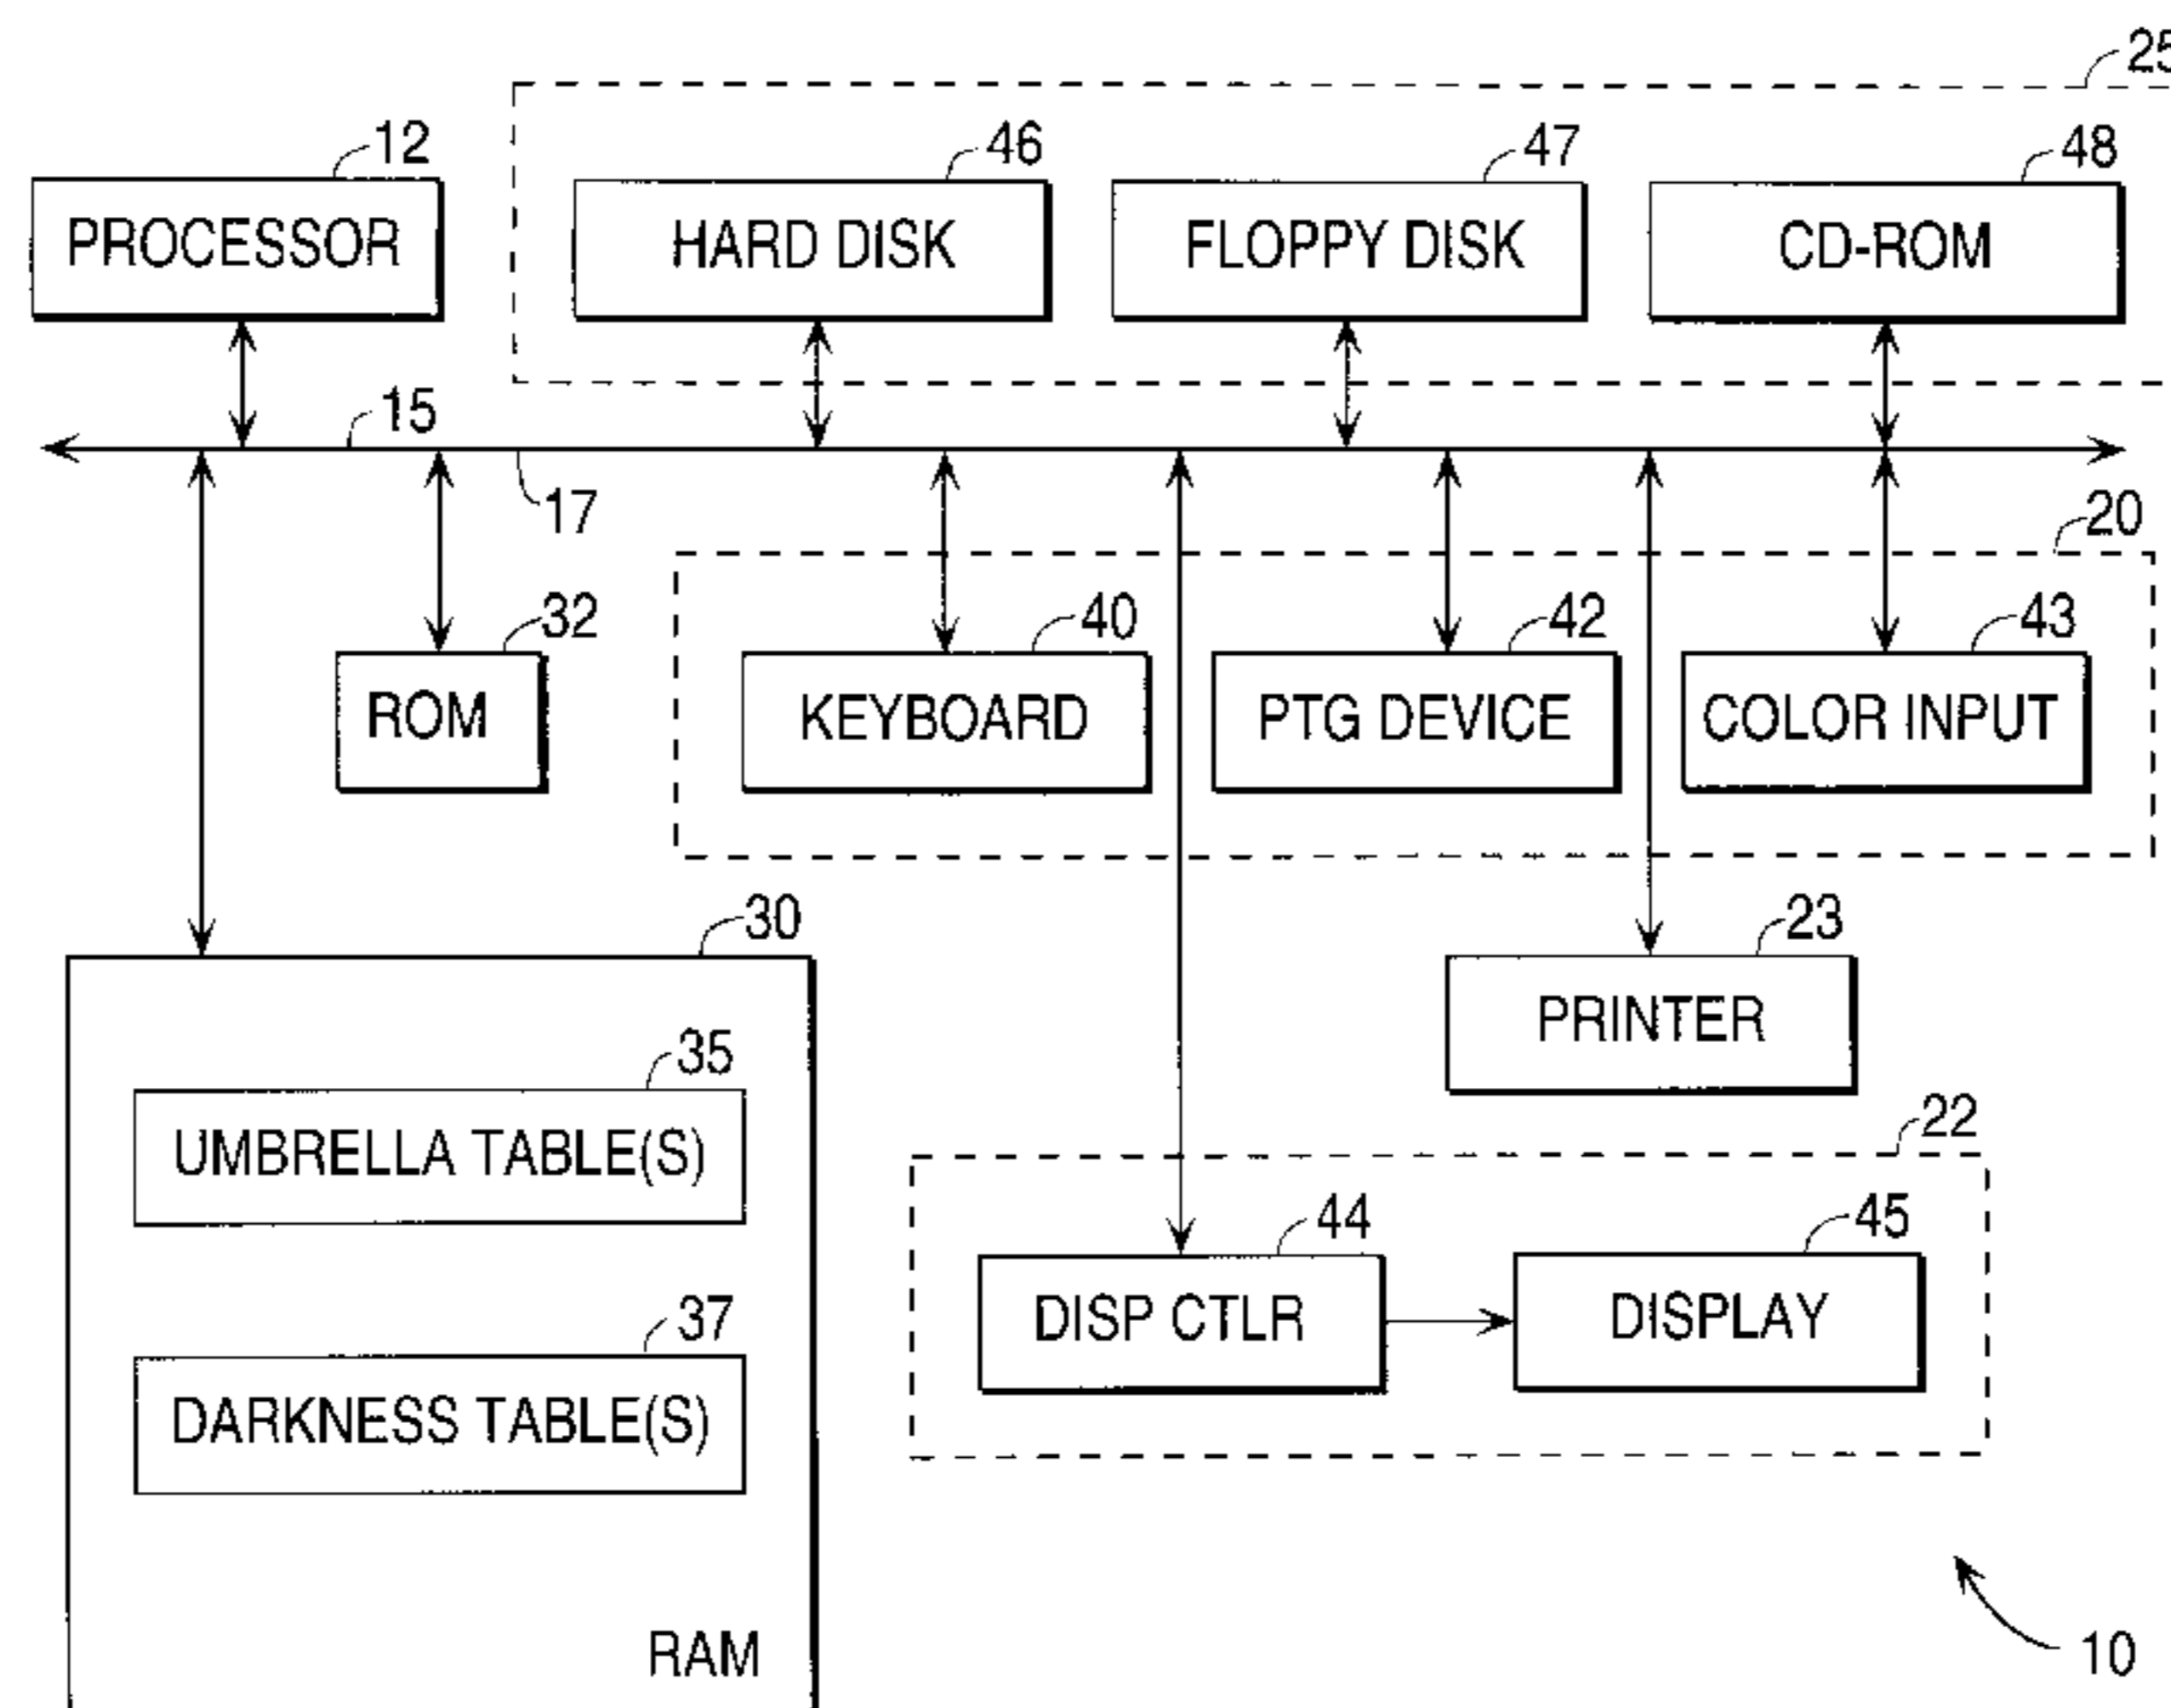 25
12
46
47
48
PROCESSOR
HARD DISK
FLOPPY DISK
CD-ROM
15
17
20
32
40
42
43
ROM
KEYBOARD
PTG DEVICE
COLOR INPUT
30
23
PRINTER
35
UMBRELLA TABLE(S)
22
44
45
DISP CTLR
DISPLAY
37
DARKNESS TABLE(S)
RAM
10